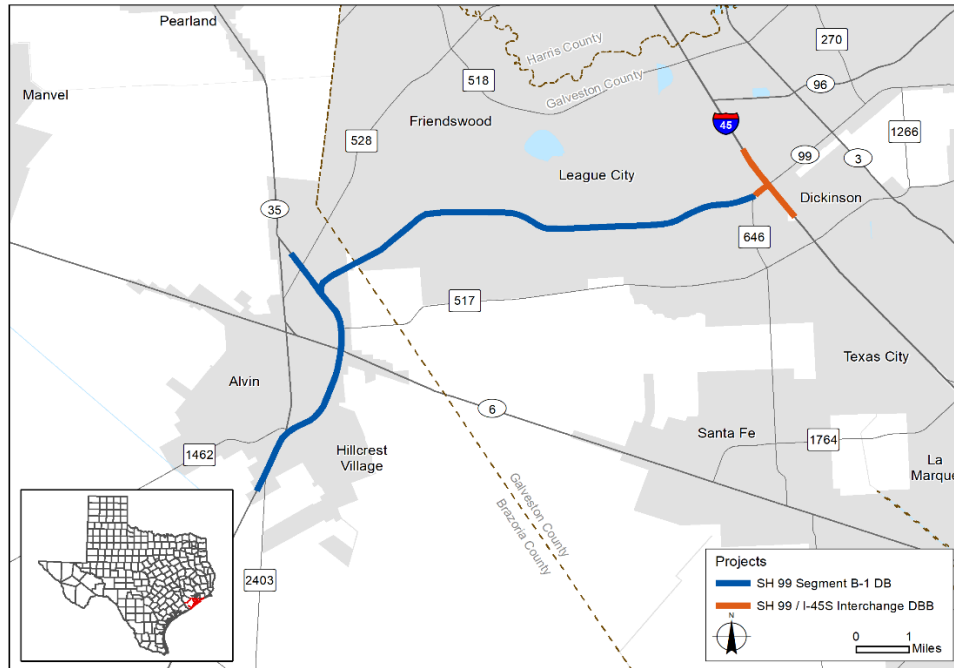 Pearland
270
Harris County
518
Galveston County
96
Manvel
45
1266
Friendswood
528
99
3
League City
Dickinson
35
646
517
Texas City
Alvin
6
Santa Fe
1764
1462
Hillcrest
Village
La
Marque
Galveston County
Brazoria County
2403
Projects
SH 99 Segment B-1 DB
SH 99 / I-45S Interchange DBB
N
0 1
Miles